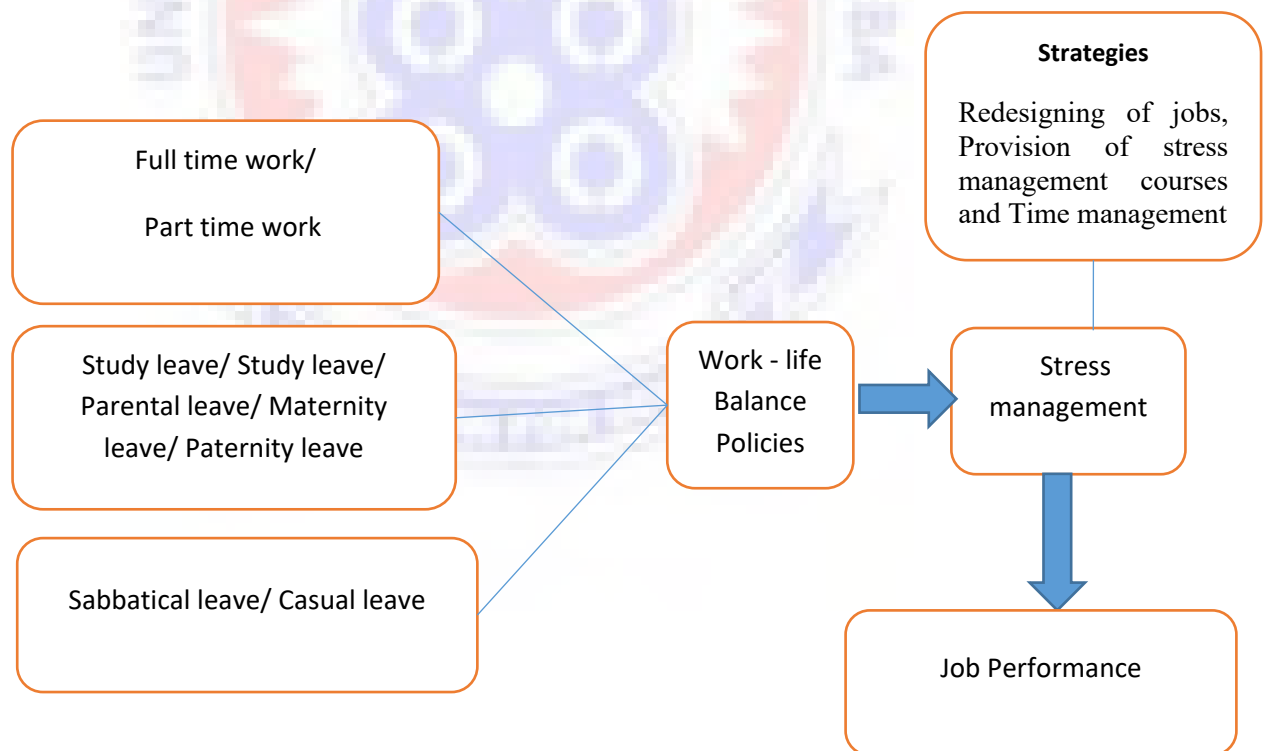 Full time work/
Part time work
Study leave/ Study leave/
Parental leave/ Maternity
leave/ Paternity leave
Sabbatical leave/ Casual leave
Work - life
Balance
Policies
Strategies
Redesigning of jobs,
Provision of stress
management courses
and Time management
Stress
management
Job Performance